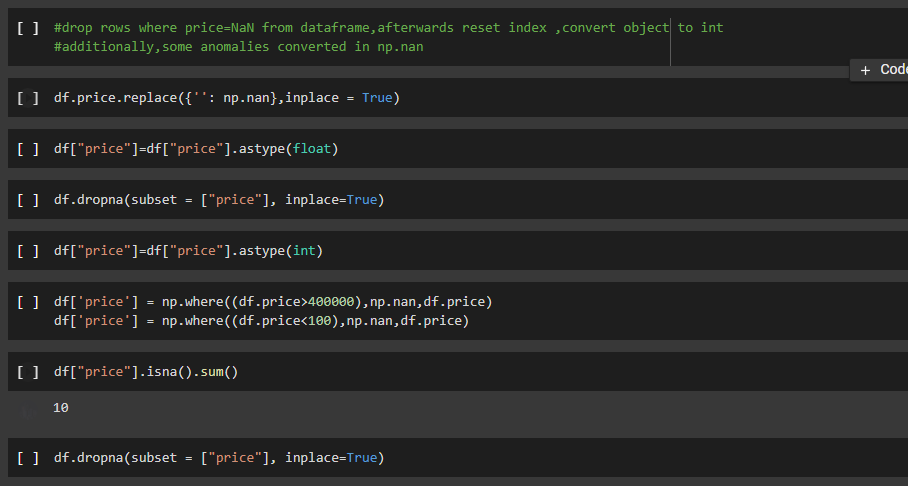 [ ] #drop rows where price=NaN from dataframe,afterwards reset index ,convert object to int
#additionally,some anomalies converted in np.nan
+ Code
[ ] df.price.replace({'': np.nan},inplace = True)
[ ] df["price"]=df["price"].astype(float)
[ ] df.dropna(subset = ["price"], inplace=True)
[ ] df["price"]=df["price"].astype(int)
[ ] df['price'] = np.where((df.price>400000),np.nan,df.price)
df['price'] = np.where((df.price<100),np.nan,df.price)
[ ] df["price"].isna().sum()
10
[ ] df.dropna(subset = ["price"], inplace=True)